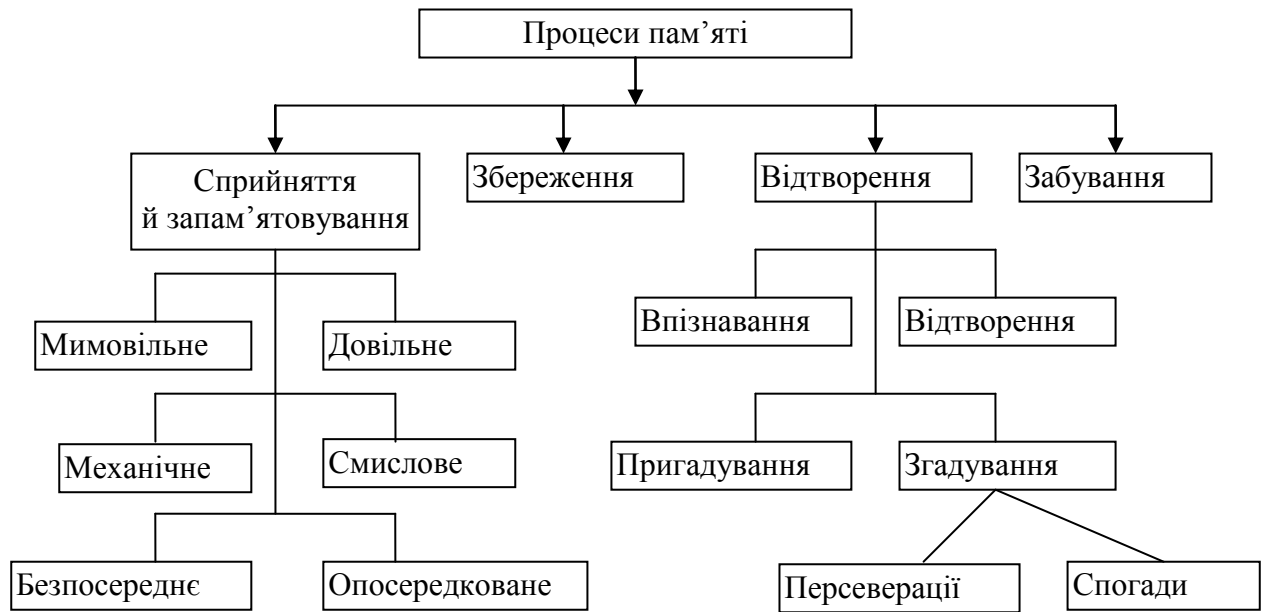 Процеси пам’яті
Сприйняття
й запам’ятовування
Збереження
Відтворення
Забування
Мимовільне
Довільне
Впізнавання
Відтворення
Механічне
Смислове
Пригадування
Згадування
Безпосереднє
Опосередковане
Персеверації
Спогади